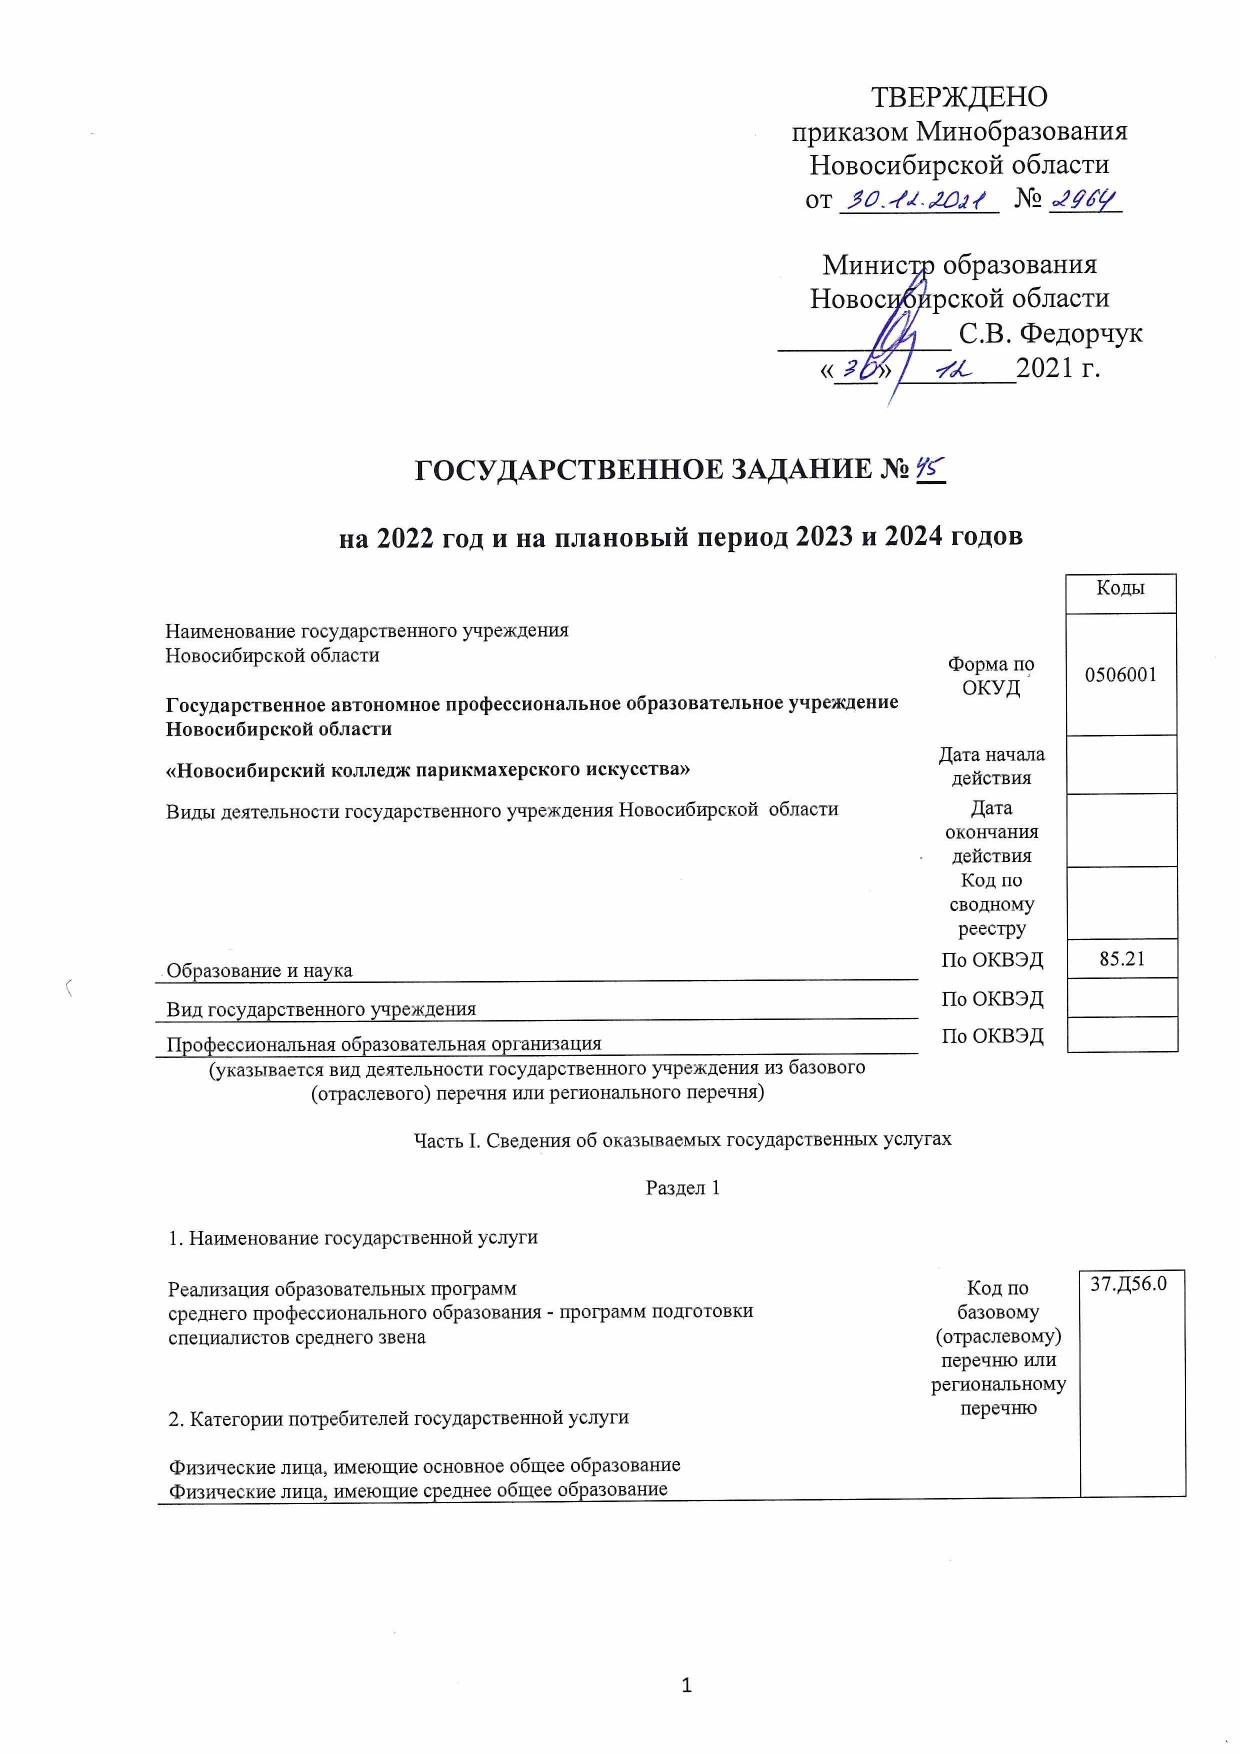 ТВЕРЖДЕНО
приказом Минобразования
Новосибирской области
от 30.12.2021 № 2964
Министр образования
Новосибирской области
С.В. Федорчук
«30» 12 2021 г.
ГОСУДАРСТВЕННОЕ ЗАДАНИЕ № 45
на 2022 год и на плановый период 2023 и 2024 годов
Коды
Наименование государственного учреждения
Новосибирской области
Форма по
ОКУД
0506001
Государственное автономное профессиональное образовательное учреждение
Новосибирской области
«Новосибирский колледж парикмахерского искусства»
Дата начала
действия
Виды деятельности государственного учреждения Новосибирской области
Дата
окончания
действия
Код по
сводному
реестру
Образование и наука
По ОКВЭД
85.21
Вид государственного учреждения
По ОКВЭД
Профессиональная образовательная организация
По ОКВЭД
(указывается вид деятельности государственного учреждения из базового
(отраслевого) перечня или регионального перечня)
Часть I. Сведения об оказываемых государственных услугах
Раздел 1
1. Наименование государственной услуги
Реализация образовательных программ
среднего профессионального образования - программ подготовки
специалистов среднего звена
Код по
базовому
(отраслевому)
перечню или
региональному
перечню
37.Д56.0
2. Категории потребителей государственной услуги
Физические лица, имеющие основное общее образование
Физические лица, имеющие среднее общее образование
1